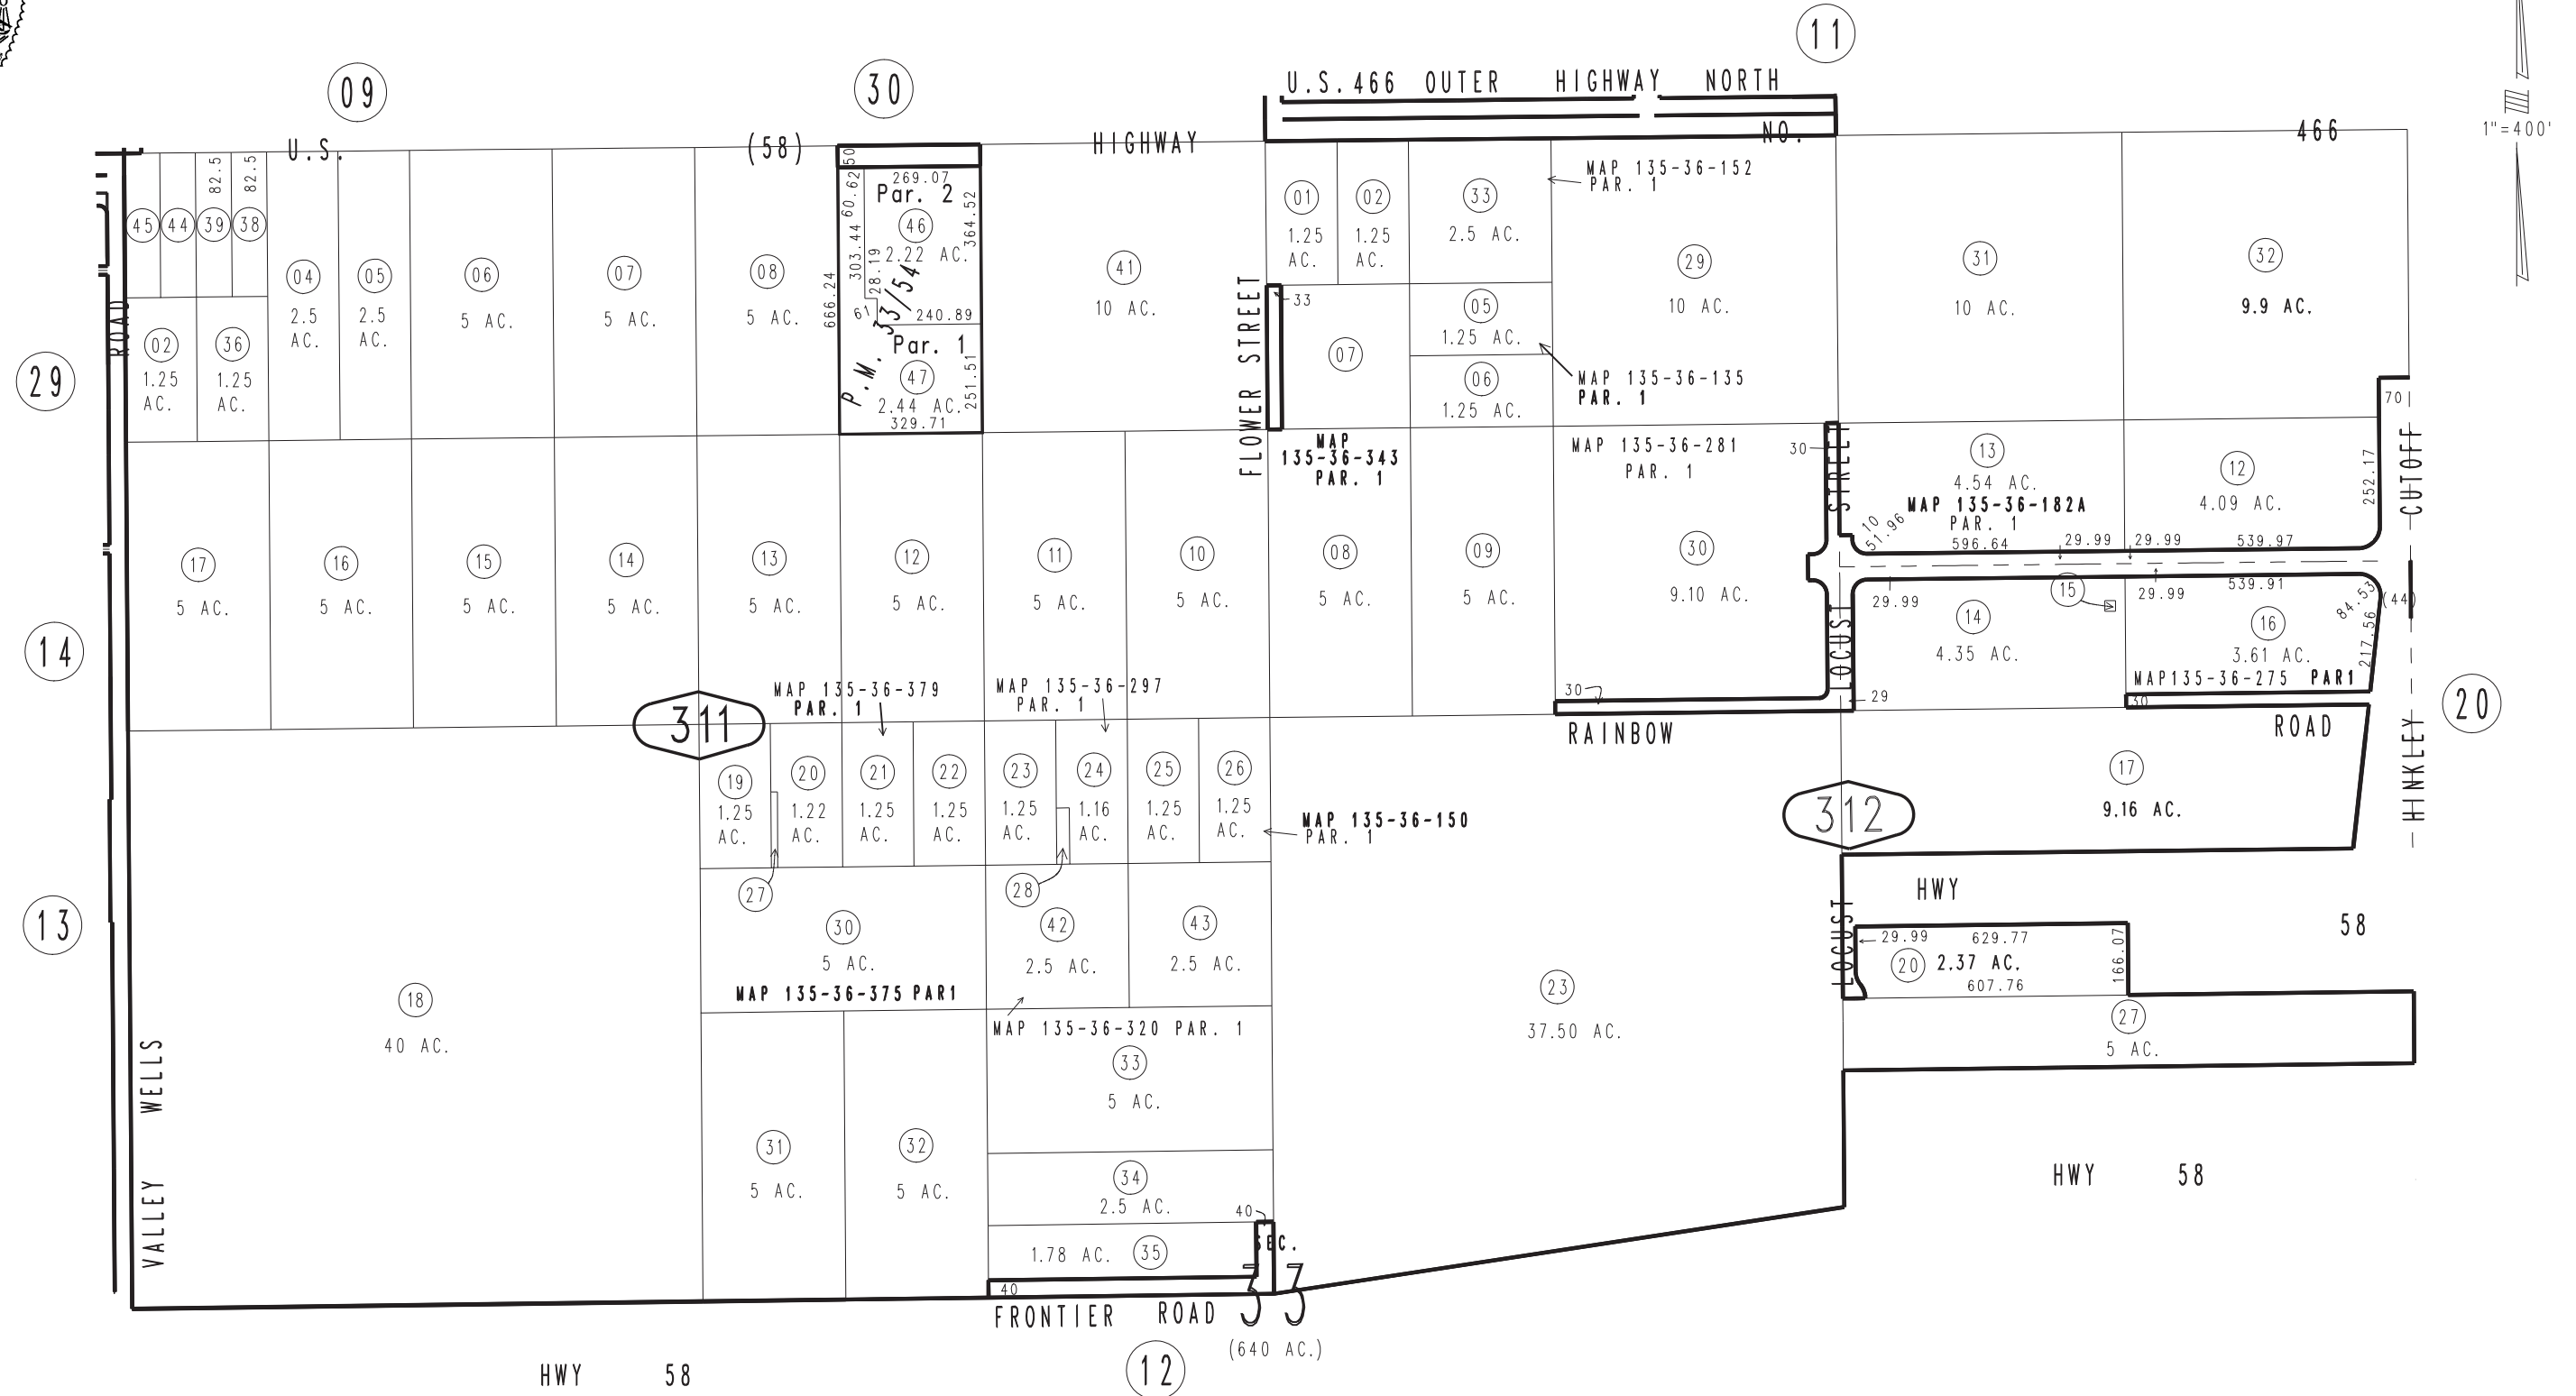 11
09
30
U.S. 466 OUTER HIGHWAY NORTH
1"=400'
U.S. (58) HIGHWAY NO. 466
82.5
82.5
45
44
39
38
04
2.5
AC.
05
2.5
AC.
06
5 AC.
07
5 AC.
08
5 AC.
02
1.25
AC.
36
1.25
AC.
50
269.07
Par. 2
60.62
303.44
28.19
61
364.52
46
2.22 AC.
666.24
240.89
P.M. 33/54
Par. 1
47
2.44 AC.
251.51
329.71
41
10 AC.
FLOWER STREET
01
1.25
AC.
02
1.25
AC.
33
2.5 AC.
MAP 135-36-152
PAR. 1
33
07
05
1.25 AC.
06
1.25 AC.
MAP 135-36-135
PAR. 1
29
10 AC.
31
10 AC.
32
9.9 AC.
70
ROAD
29
14
13
17
5 AC.
16
5 AC.
15
5 AC.
14
5 AC.
13
5 AC.
12
5 AC.
11
5 AC.
10
5 AC.
MAP
135-36-343
PAR. 1
08
5 AC.
09
5 AC.
MAP 135-36-281
PAR. 1
30
9.10 AC.
30
STREET
LOCUST
13
4.54 AC.
MAP 135-36-182A
PAR. 1
10
51.96
596.64
29.99
29.99
539.97
12
4.09 AC.
252.17
CUTOFF
29.99
14
4.35 AC.
15
29.99
539.91
84.53
(44)
16
3.61 AC.
217.56
MAP135-36-275 PAR1
30
30
29
RAINBOW
ROAD
20
HINKLEY
MAP 135-36-379
PAR. 1
MAP 135-36-297
PAR. 1
311
19
1.25
AC.
20
1.22
AC.
21
1.25
AC.
22
1.25
AC.
23
1.25
AC.
24
1.16
AC.
25
1.25
AC.
26
1.25
AC.
MAP 135-36-150
PAR. 1
312
17
9.16 AC.
27
28
30
5 AC.
MAP 135-36-375 PAR1
42
2.5 AC.
43
2.5 AC.
MAP 135-36-320 PAR. 1
HWY 58
LOCUST
29.99
629.77
20
2.37 AC.
166.07
607.76
27
5 AC.
18
40 AC.
23
37.50 AC.
VALLEY WELLS
31
5 AC.
32
5 AC.
33
5 AC.
34
2.5 AC.
40
1.78 AC. 35
40
SEC.
33
(640 AC.)
FRONTIER ROAD
HWY 58
HWY 58
12